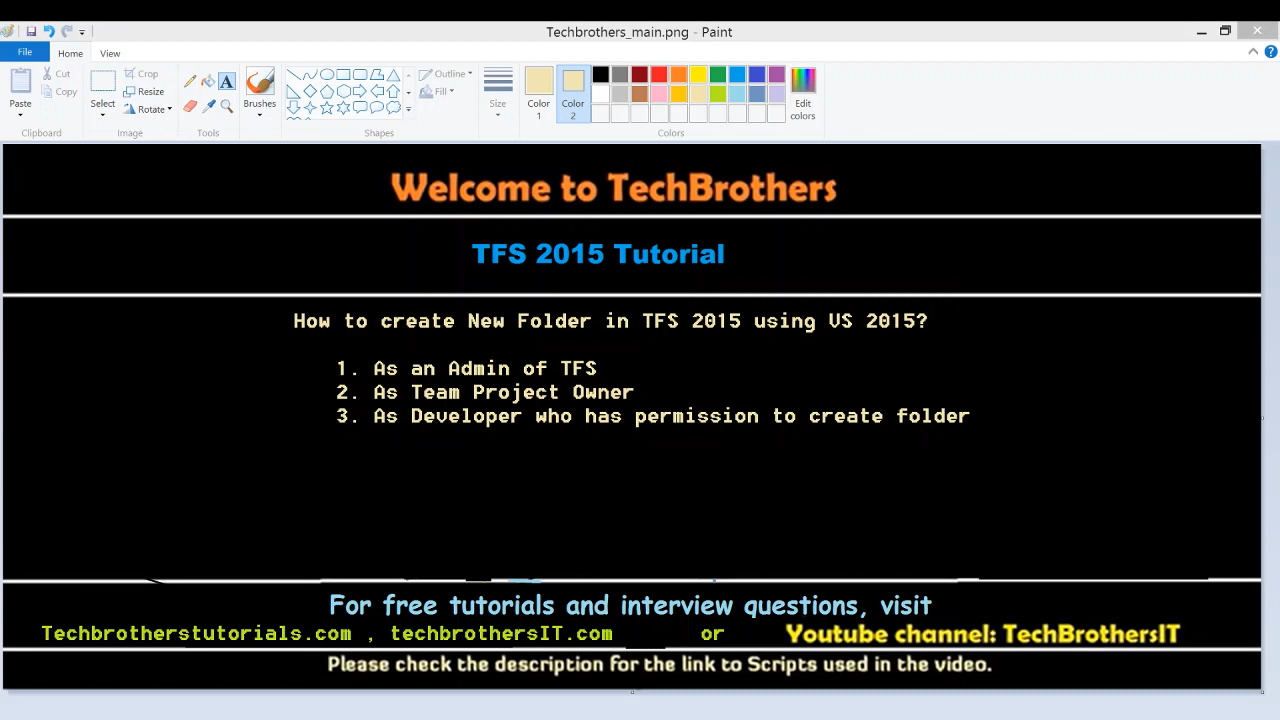 Techbrothers_main.png - Paint
File
Home
View
Paste
Cut
Copy
Clipboard
Select
Crop
Resize
Rotate
Image
Tools
Brushes
Shapes
Outline
Fill
Size
Color 1
Color 2
Edit colors
Colors
Welcome to TechBrothers
TFS 2015 Tutorial
How to create New Folder in TFS 2015 using VS 2015?
1. As an Admin of TFS
2. As Team Project Owner
3. As Developer who has permission to create folder
For free tutorials and interview questions, visit
Techbrotherstutorials.com , techbrothersIT.com or Youtube channel: TechBrothersIT
Please check the description for the link to Scripts used in the video.